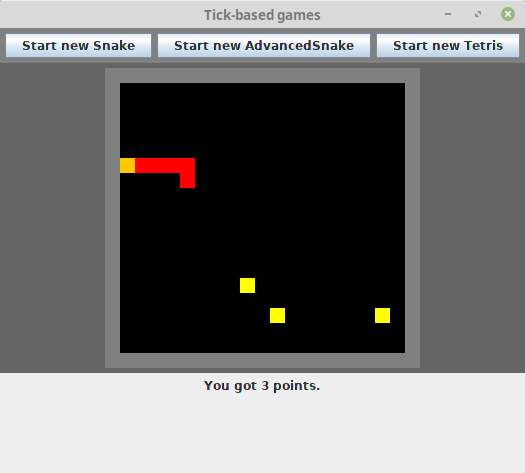 Tick-based games
Start new Snake
Start new AdvancedSnake
Start new Tetris
You got 3 points.